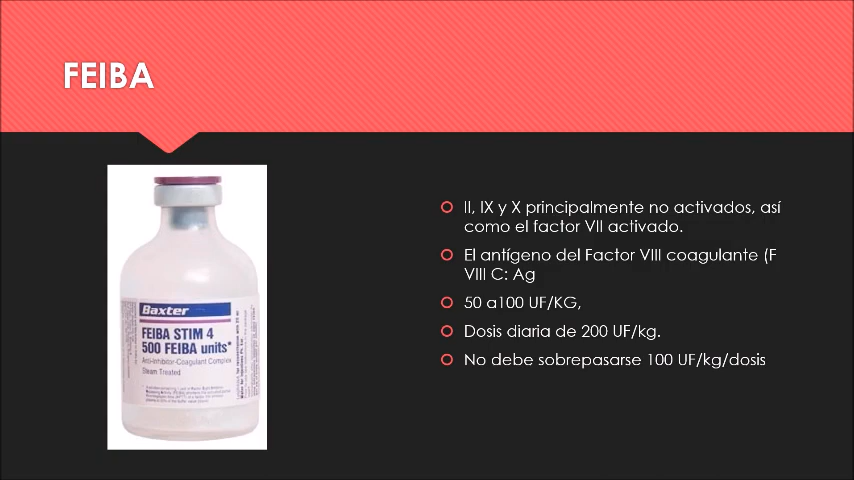 FEIBA
II, IX y X principalmente no activados, así
como el factor VII activado.
El antígeno del Factor VIII coagulante (F
VIII C: Ag
50 a100 UF/KG,
Dosis diaria de 200 UF/kg.
No debe sobrepasarse 100 UF/kg/dosis
Baxter
FEIBA STIM 4
500 FEIBA units*
Anti-Inhibitor-Coagulant Complex
Steam Treated